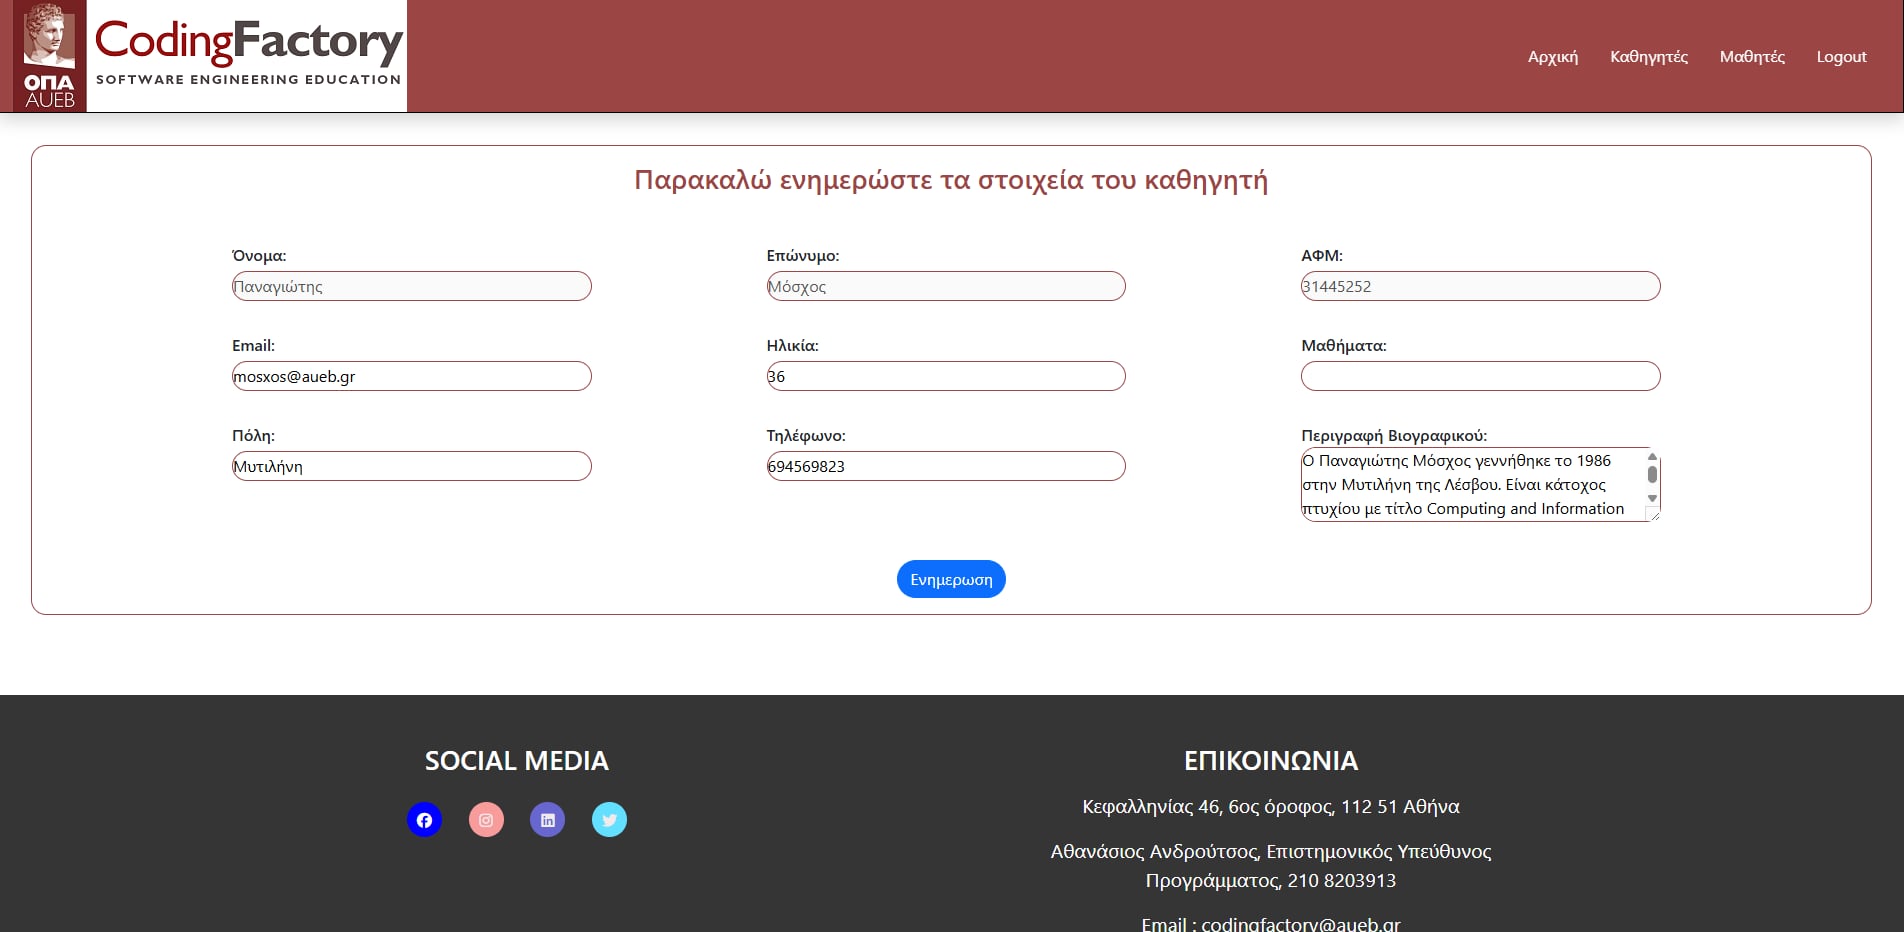 ΟΠΑ
AUEB
CodingFactory
SOFTWARE ENGINEERING EDUCATION
Αρχική Καθηγητές Μαθητές Logout
Παρακαλώ ενημερώστε τα στοιχεία του καθηγητή
Όνομα: Επώνυμο: ΑΦΜ:
Παναγιώτης Μόσχος 31445252
Email: Ηλικία: Μαθήματα:
mosxos@aueb.gr 36
Πόλη: Τηλέφωνο: Περιγραφή Βιογραφικού:
Μυτιλήνη 694569823
Ο Παναγιώτης Μόσχος γεννήθηκε το 1986
στην Μυτιλήνη της Λέσβου. Είναι κάτοχος
πτυχίου με τίτλο Computing and Information
Ενημερωση
SOCIAL MEDIA
ΕΠΙΚΟΙΝΩΝΙΑ
Κεφαλληνίας 46, 6ος όροφος, 112 51 Αθήνα
Αθανάσιος Ανδρούτσος, Επιστημονικός Υπεύθυνος
Προγράμματος, 210 8203913
Email : codingfactory@aueb.gr